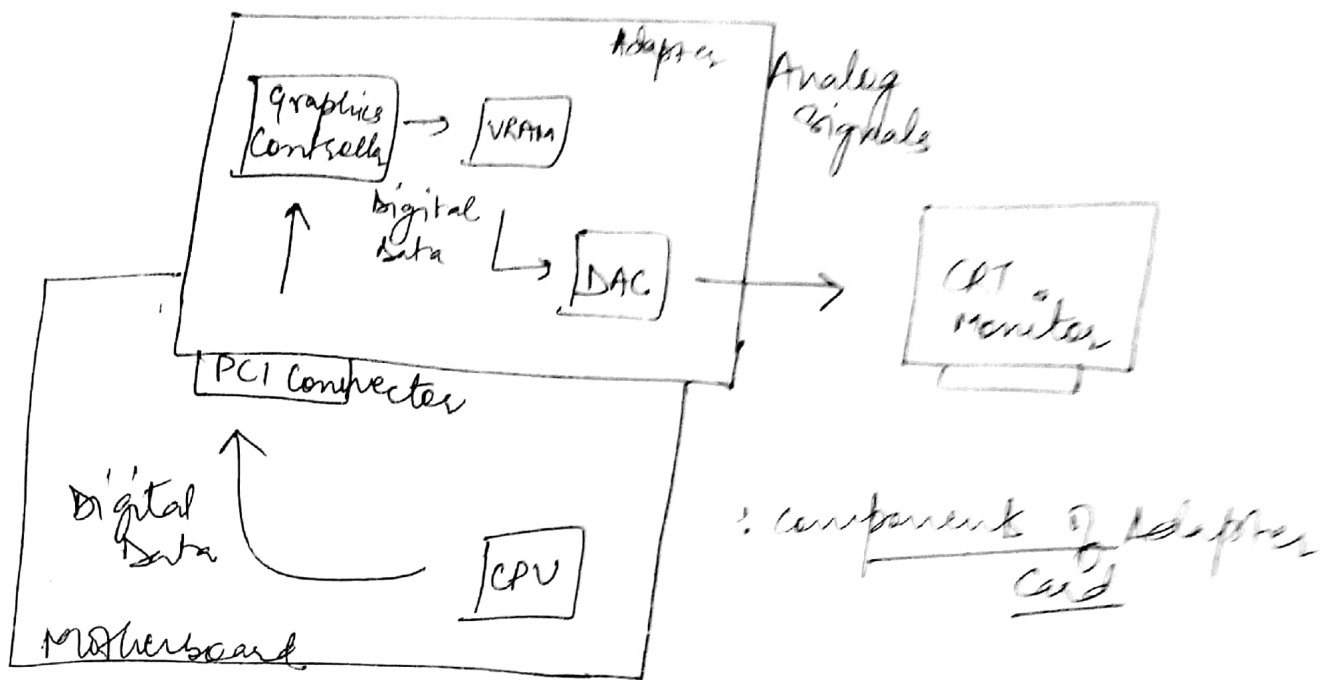 Adapter
Analog
Signals
Graphics
Controller
VRAM
Digital
Data
DAC
CRT
Monitor
PCI Connector
Digital
Data
CPU
Motherboard
: Component of Adapter
Card